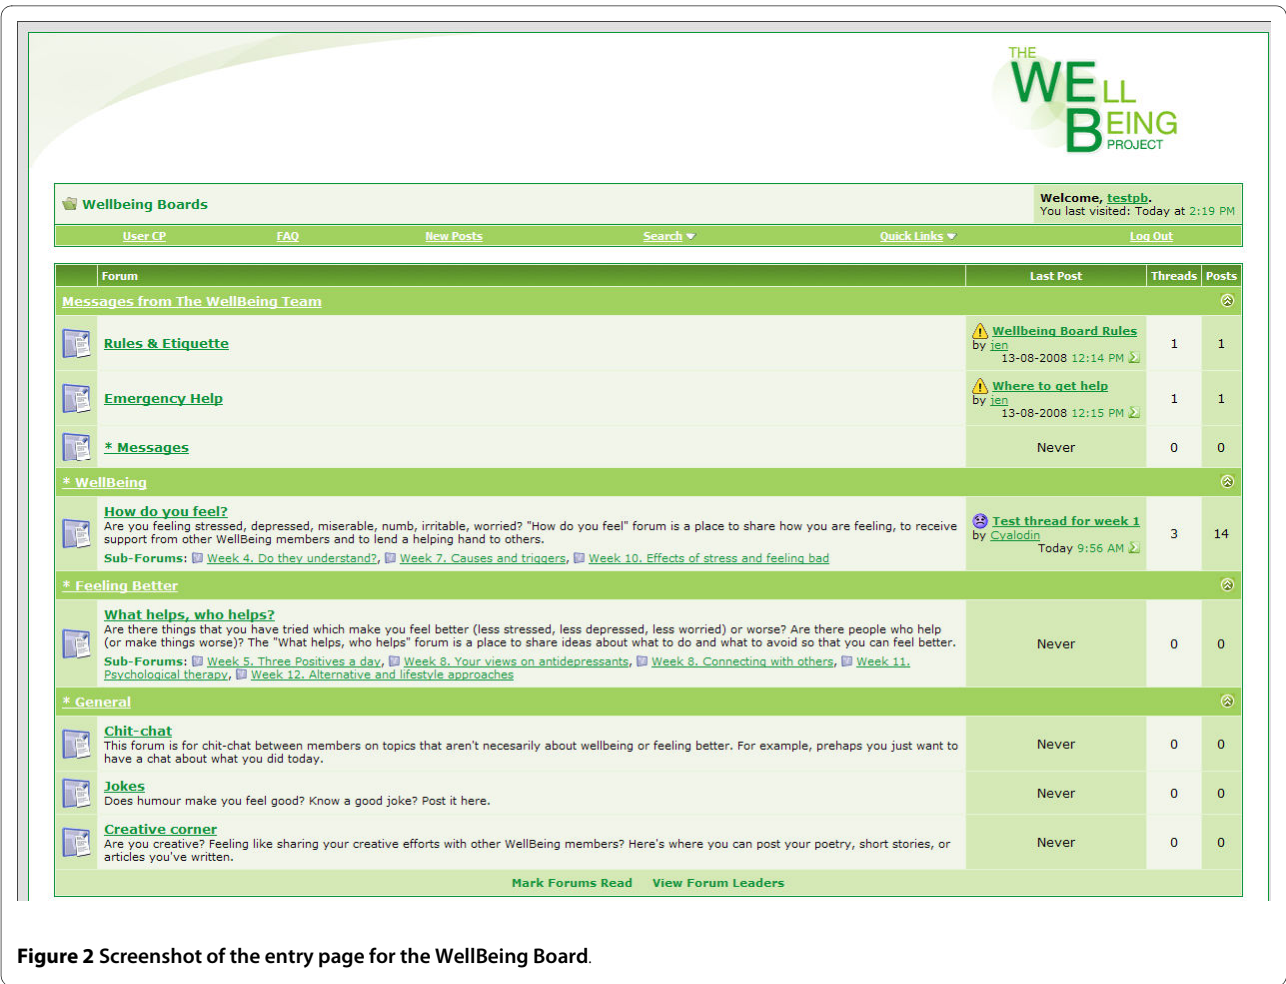 THE
WELL
BEING
PROJECT
Wellbeing Boards
Welcome, testpb.
You last visited: Today at 2:19 PM
User CP FAQ New Posts Search Quick Links Log Out
Forum Last Post Threads Posts
Messages from The WellBeing Team
Rules & Etiquette
Wellbeing Board Rules
by jen
13-08-2008 12:14 PM
1 1
Emergency Help
Where to get help
by jen
13-08-2008 12:15 PM
1 1
* Messages Never 0 0
* WellBeing
How do you feel?
Are you feeling stressed, depressed, miserable, numb, irritable, worried? "How do you feel" forum is a place to share how you are feeling, to receive
support from other WellBeing members and to lend a helping hand to others.
Sub-Forums: Week 4. Do they understand?, Week 7. Causes and triggers, Week 10. Effects of stress and feeling bad
Test thread for week 1
by Cyalodin
Today 9:56 AM
3 14
* Feeling Better
What helps, who helps?
Are there things that you have tried which make you feel better (less stressed, less depressed, less worried) or worse? Are there people who help
(or make things worse)? The "What helps, who helps" forum is a place to share ideas about what to do and what to avoid so that you can feel better.
Sub-Forums: Week 5. Three Positives a day, Week 8. Your views on antidepressants, Week 8. Connecting with others, Week 11.
Psychological therapy, Week 12. Alternative and lifestyle approaches
Never 0 0
* General
Chit-chat
This forum is for chit-chat between members on topics that aren't necesarily about wellbeing or feeling better. For example, prehaps you just want to
have a chat about what you did today.
Never 0 0
Jokes
Does humour make you feel good? Know a good joke? Post it here.
Never 0 0
Creative corner
Are you creative? Feeling like sharing your creative efforts with other WellBeing members? Here's where you can post your poetry, short stories, or
articles you've written.
Never 0 0
Mark Forums Read View Forum Leaders
Figure 2 Screenshot of the entry page for the WellBeing Board.